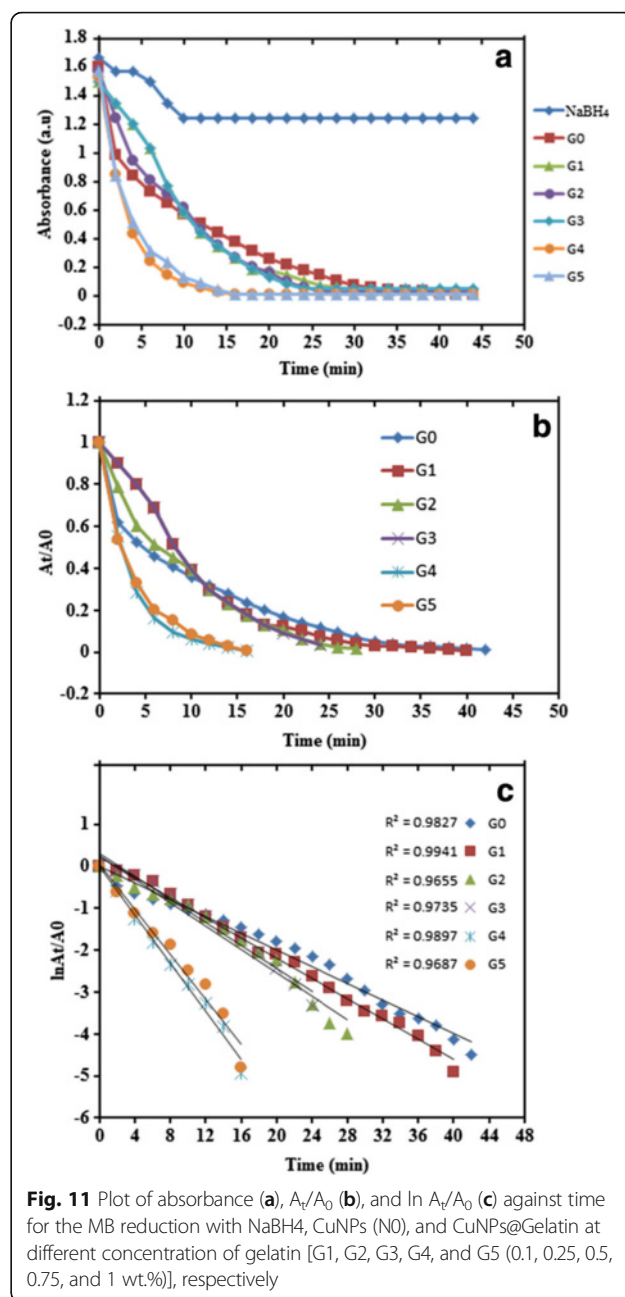 a
1.8
1.6
1.4
1.2
1
0.8
0.6
0.4
0.2
0
-0.2
Absorbance (a.u)
0 5 10 15 20 25 30 35 40 45 50
Time (min)
NaBH₄
G0
G1
G2
G3
G4
G5
b
1.2
1
0.8
0.6
0.4
0.2
0
-0.2
At/A0
0 5 10 15 20 25 30 35 40 45 50
Time (min)
G0
G1
G2
G3
G4
G5
c
1
0
-1
-2
-3
-4
-5
-6
lnAt/A0
0 4 8 12 16 20 24 28 32 36 40 44 48
Time (min)
R² = 0.9827 G0
R² = 0.9941 G1
R² = 0.9655 G2
R² = 0.9735 G3
R² = 0.9897 G4
R² = 0.9687 G5
Fig. 11 Plot of absorbance (a), Aₜ/A₀ (b), and ln Aₜ/A₀ (c) against time
for the MB reduction with NaBH4, CuNPs (N0), and CuNPs@Gelatin at
different concentration of gelatin [G1, G2, G3, G4, and G5 (0.1, 0.25, 0.5,
0.75, and 1 wt.%)], respectively